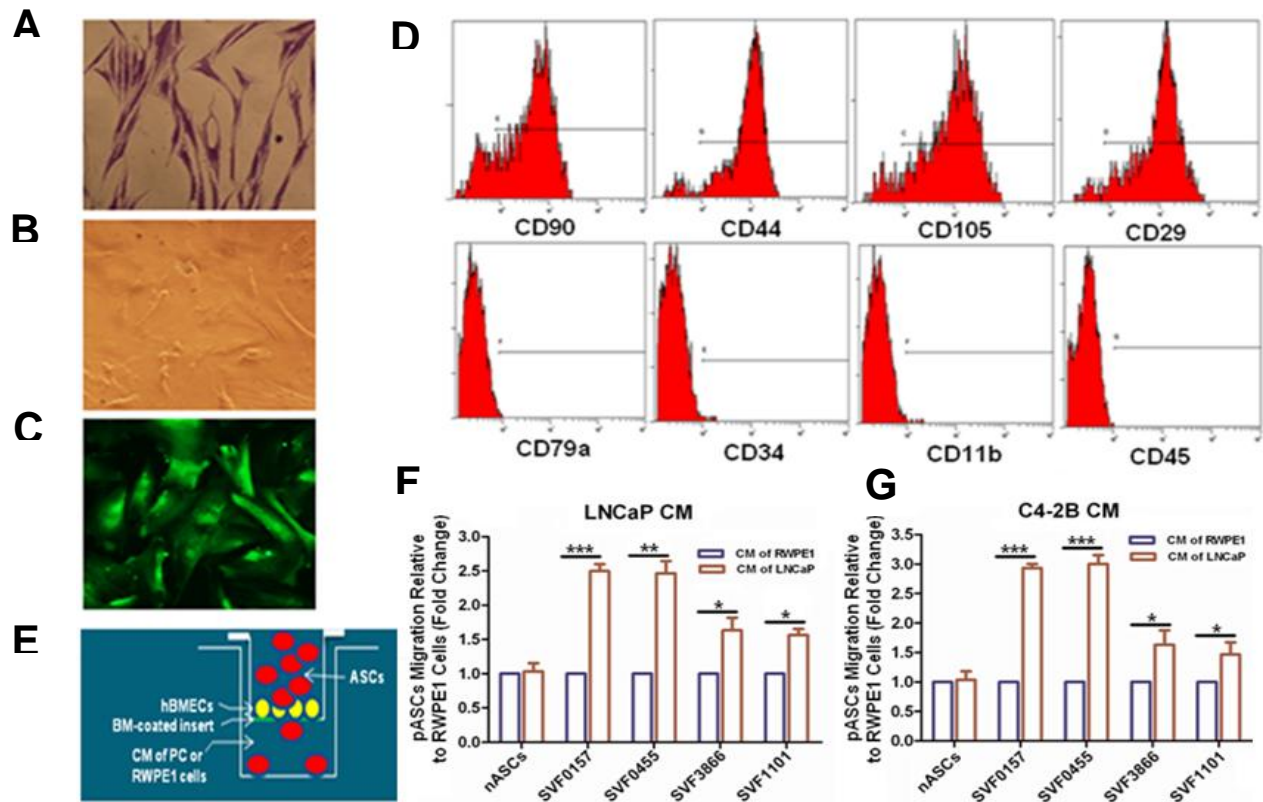 A
B
C
D
CD90
CD44
CD105
CD29
CD79a
CD34
CD11b
CD45
E
ASCs
hBMECs
BM-coated insert
CM of PC or
RWPE1 cells
F
LNCaP CM
pASCs Migration Relative
to RWPE1 Cells (Fold Change)
3.0
2.5
2.0
1.5
1.0
0.5
0.0
CM of RWPE1
CM of LNCaP
***
**
*
*
nASCs
SVF0157
SVF0455
SVF3866
SVF1101
G
C4-2B CM
pASCs Migration Relative
to RWPE1 Cells (Fold Change)
3.5
3.0
2.5
2.0
1.5
1.0
0.5
0.0
CM of RWPE1
CM of LNCaP
***
***
*
*
nASCs
SVF0157
SVF0455
SVF3866
SVF1101